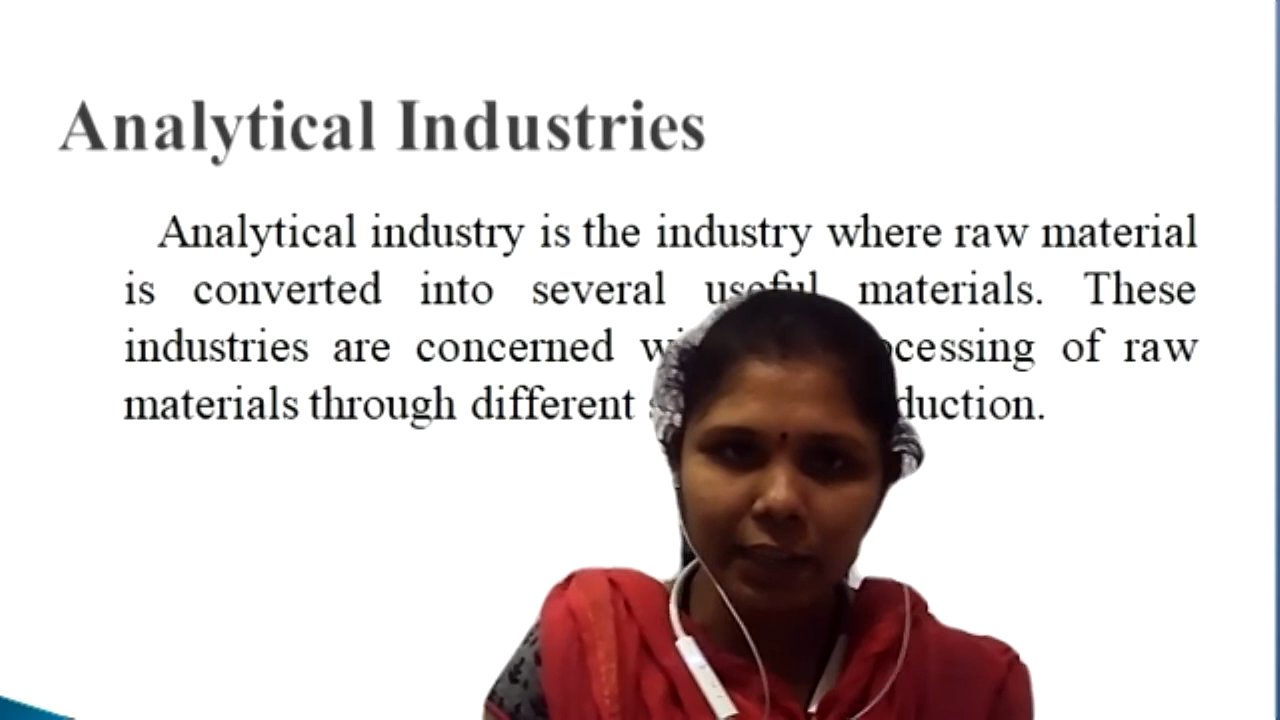 Analytical Industries
Analytical industry is the industry where raw material
is converted into several useful materials. These
industries are concerned of raw
materials through different